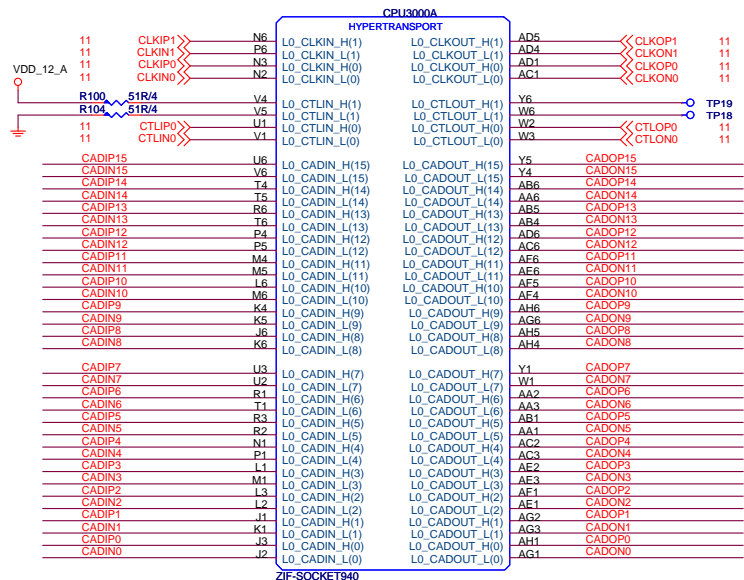 CPU3000A
HYPERTRANSPORT
11 CLKIP1 N6 L0_CLKIN_H(1) L0_CLKOUT_H(1) AD5 CLKOP1 11
11 CLKIN1 P6 L0_CLKIN_L(1) L0_CLKOUT_L(1) AD4 CLKON1 11
11 CLKIP0 N3 L0_CLKIN_H(0) L0_CLKOUT_H(0) AD1 CLKOP0 11
VDD_12_A 11 CLKIN0 N2 L0_CLKIN_L(0) L0_CLKOUT_L(0) AC1 CLKON0 11
R100 51R/4 V4 L0_CTLIN_H(1) L0_CTLOUT_H(1) Y6 TP19
R104 51R/4 V5 L0_CTLIN_L(1) L0_CTLOUT_L(1) W6 TP18
11 CTLIP0 U1 L0_CTLIN_H(0) L0_CTLOUT_H(0) W2 CTLOP0 11
11 CTLIN0 V1 L0_CTLIN_L(0) L0_CTLOUT_L(0) W3 CTLON0 11
CADIP15 U6 L0_CADIN_H(15) L0_CADOUT_H(15) Y5 CADOP15
CADIN15 V6 L0_CADIN_L(15) L0_CADOUT_L(15) Y4 CADON15
CADIP14 T4 L0_CADIN_H(14) L0_CADOUT_H(14) AB6 CADOP14
CADIN14 T5 L0_CADIN_L(14) L0_CADOUT_L(14) AA6 CADON14
CADIP13 R6 L0_CADIN_H(13) L0_CADOUT_H(13) AB5 CADOP13
CADIN13 T6 L0_CADIN_L(13) L0_CADOUT_L(13) AB4 CADON13
CADIP12 P4 L0_CADIN_H(12) L0_CADOUT_H(12) AD6 CADOP12
CADIN12 P5 L0_CADIN_L(12) L0_CADOUT_L(12) AC6 CADON12
CADIP11 M4 L0_CADIN_H(11) L0_CADOUT_H(11) AF6 CADOP11
CADIN11 M5 L0_CADIN_L(11) L0_CADOUT_L(11) AE6 CADON11
CADIP10 L6 L0_CADIN_H(10) L0_CADOUT_H(10) AF5 CADOP10
CADIN10 M6 L0_CADIN_L(10) L0_CADOUT_L(10) AF4 CADON10
CADIP9 K4 L0_CADIN_H(9) L0_CADOUT_H(9) AH6 CADOP9
CADIN9 K5 L0_CADIN_L(9) L0_CADOUT_L(9) AG6 CADON9
CADIP8 J6 L0_CADIN_H(8) L0_CADOUT_H(8) AH5 CADOP8
CADIN8 K6 L0_CADIN_L(8) L0_CADOUT_L(8) AH4 CADON8
CADIP7 U3 L0_CADIN_H(7) L0_CADOUT_H(7) Y1 CADOP7
CADIN7 U2 L0_CADIN_L(7) L0_CADOUT_L(7) W1 CADON7
CADIP6 R1 L0_CADIN_H(6) L0_CADOUT_H(6) AA2 CADOP6
CADIN6 T1 L0_CADIN_L(6) L0_CADOUT_L(6) AA3 CADON6
CADIP5 R3 L0_CADIN_H(5) L0_CADOUT_H(5) AB1 CADOP5
CADIN5 R2 L0_CADIN_L(5) L0_CADOUT_L(5) AA1 CADON5
CADIP4 N1 L0_CADIN_H(4) L0_CADOUT_H(4) AC2 CADOP4
CADIN4 P1 L0_CADIN_L(4) L0_CADOUT_L(4) AC3 CADON4
CADIP3 L1 L0_CADIN_H(3) L0_CADOUT_H(3) AE2 CADOP3
CADIN3 M1 L0_CADIN_L(3) L0_CADOUT_L(3) AE3 CADON3
CADIP2 L3 L0_CADIN_H(2) L0_CADOUT_H(2) AF1 CADOP2
CADIN2 L2 L0_CADIN_L(2) L0_CADOUT_L(2) AE1 CADON2
CADIP1 J1 L0_CADIN_H(1) L0_CADOUT_H(1) AG2 CADOP1
CADIN1 K1 L0_CADIN_L(1) L0_CADOUT_L(1) AG3 CADON1
CADIP0 J3 L0_CADIN_H(0) L0_CADOUT_H(0) AH1 CADOP0
CADIN0 J2 L0_CADIN_L(0) L0_CADOUT_L(0) AG1 CADON0
ZIF-SOCKET940